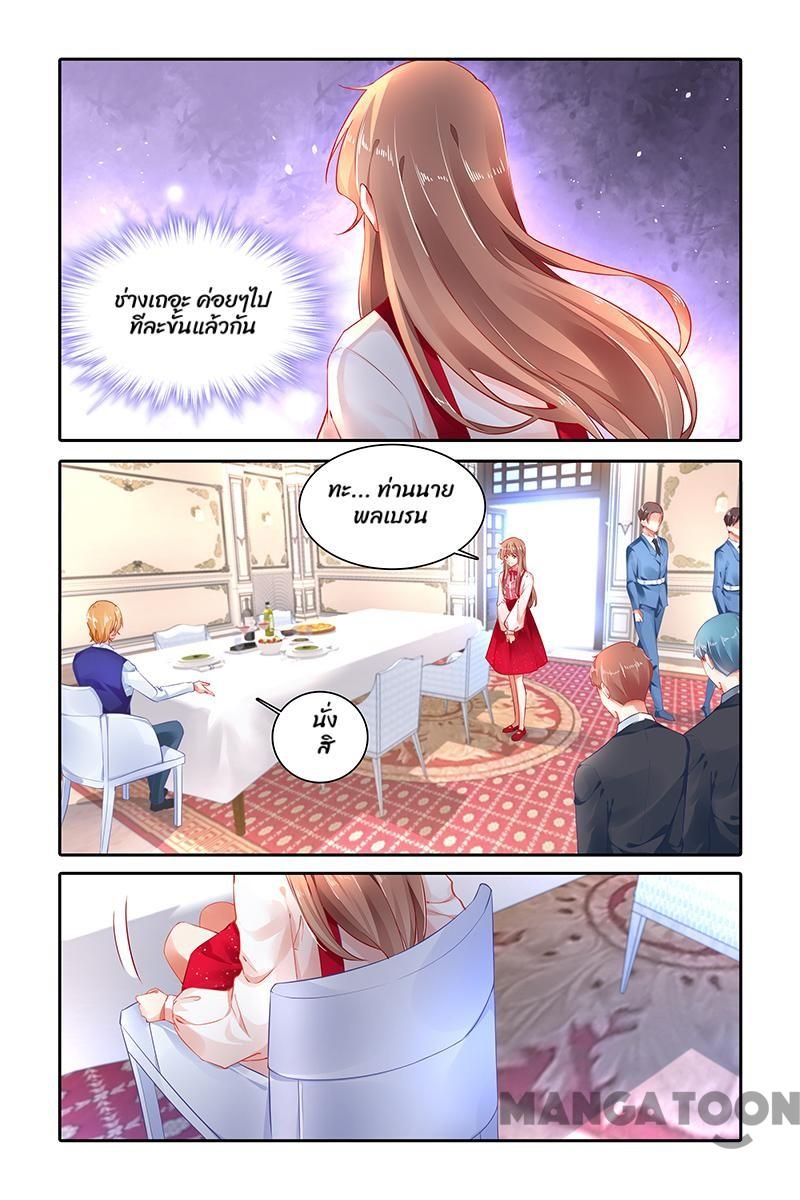 ช่างเถอะ ค่อยๆไป
ทีละขั้นแล้วกัน
ทะ... ท่านนาย
พลเบรน
นั่ง
สิ
MANGATOON